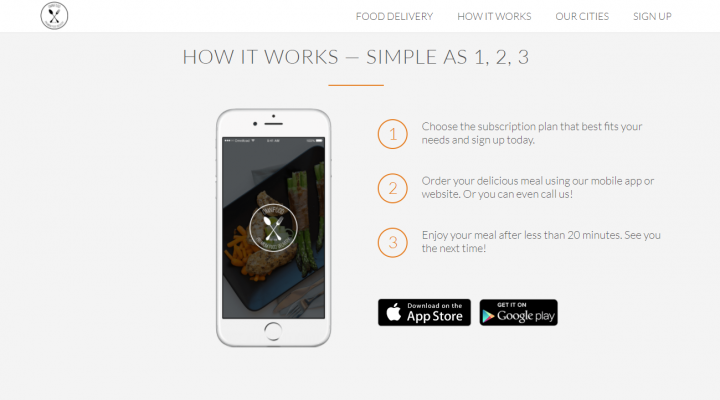 FOOD DELIVERY HOW IT WORKS OUR CITIES SIGN UP
HOW IT WORKS — SIMPLE AS 1, 2, 3
1
Choose the subscription plan that best fits your
needs and sign up today.
2
Order your delicious meal using our mobile app or
website. Or you can even call us!
3
Enjoy your meal after less than 20 minutes. See you
the next time!
Download on the
App Store
GET IT ON
Google play